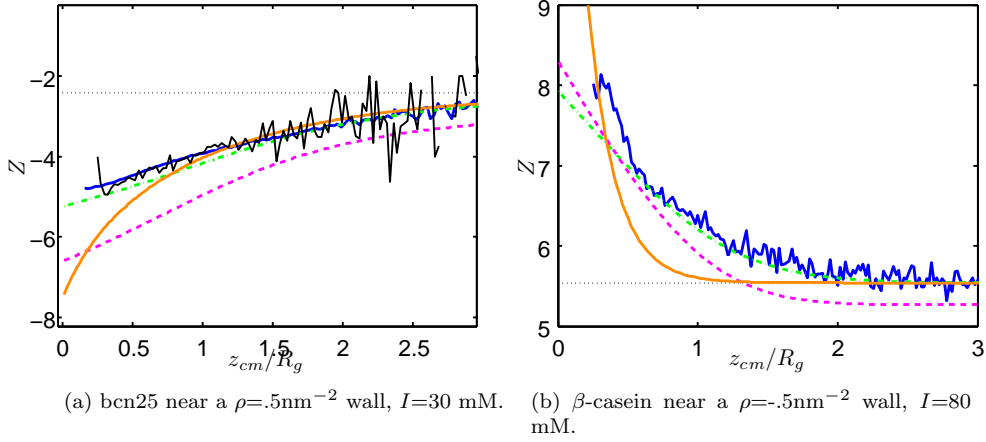 −2
−4
−6
−8
Z
0
0.5
1
1.5
2
2.5
z_cm/R_g
(a) bcn25 near a ρ=.5nm⁻² wall, I=30 mM.
9
8
7
6
5
Z
0
1
2
3
z_cm/R_g
(b) β-casein near a ρ=-.5nm⁻² wall, I=80
mM.